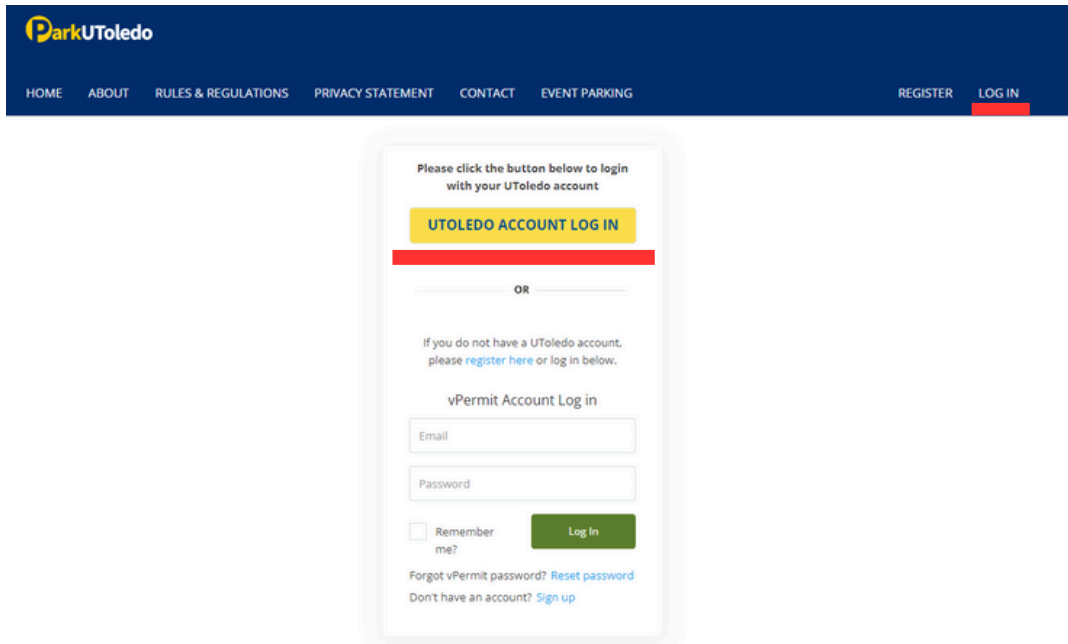 ParkUToledo
HOME ABOUT RULES & REGULATIONS PRIVACY STATEMENT CONTACT EVENT PARKING REGISTER LOG IN
Please click the button below to login
with your UToledo account
UTOLEDO ACCOUNT LOG IN
OR
If you do not have a UToledo account,
please register here or log in below.
vPermit Account Log in
Email
Password
Remember
me?
Log In
Forgot vPermit password? Reset password
Don't have an account? Sign up